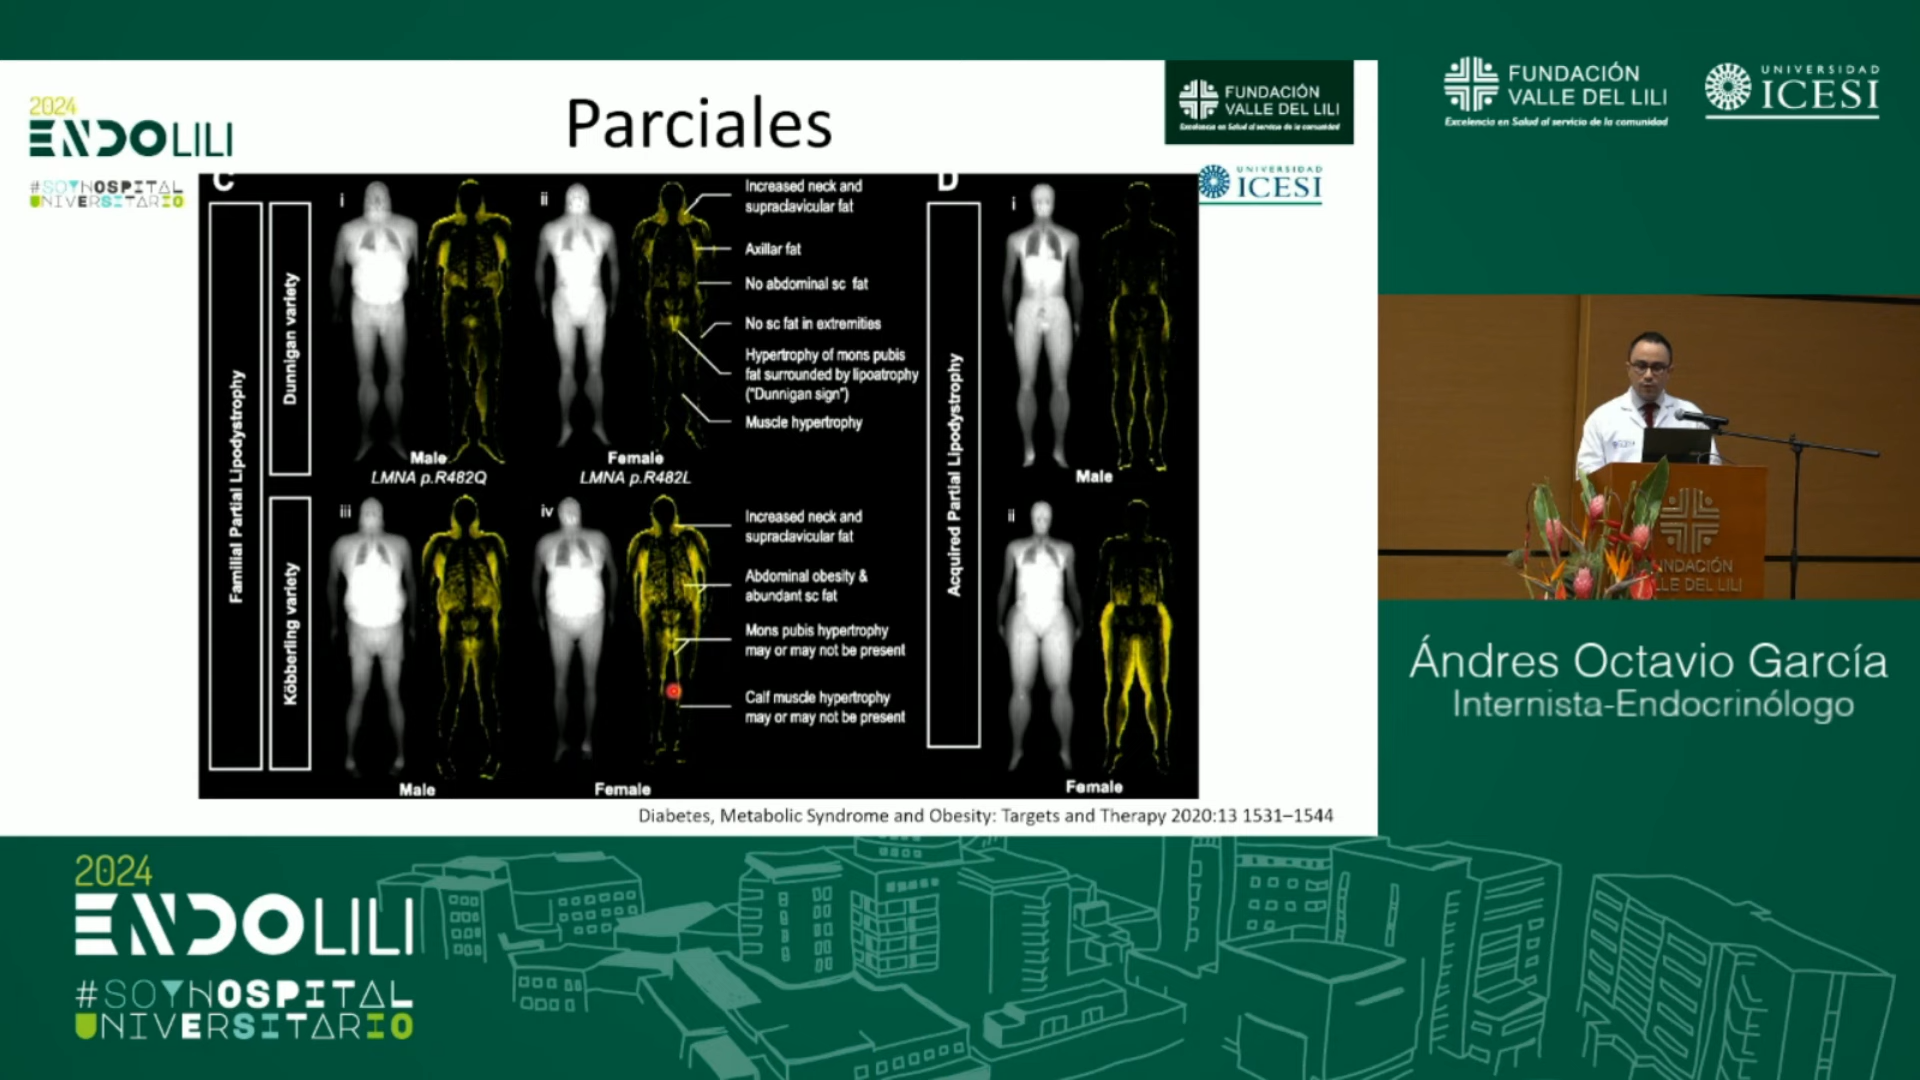 2024
ENDOLILI
#SOYHOSPITAL
UNIVERSITARIO
Parciales
FUNDACIÓN
VALLE DEL LILI
Excelencia en Salud al servicio de la comunidad
UNIVERSIDAD
ICESI
C
Familial Partial Lipodystrophy
Dunnigan variety
i
ii
Increased neck and
supraclavicular fat
Axillar fat
No abdominal sc fat
No sc fat in extremities
Hypertrophy of mons pubis
fat surrounded by lipoatrophy
("Dunnigan sign")
Muscle hypertrophy
Male
LMNA p.R482Q
Female
LMNA p.R482L
Köbberling variety
iii
iv
Increased neck and
supraclavicular fat
Abdominal obesity &
abundant sc fat
Mons pubis hypertrophy
may or may not be present
Calf muscle hypertrophy
may or may not be present
Male
Female
D
Acquired Partial Lipodystrophy
i
Male
ii
Female
Diabetes, Metabolic Syndrome and Obesity: Targets and Therapy 2020:13 1531–1544
FUNDACIÓN
VALLE DEL LILI
Excelencia en Salud al servicio de la comunidad
UNIVERSIDAD
ICESI
Ándres Octavio García
Internista-Endocrinólogo
2024
ENDOLILI
#SOYHOSPITAL
UNIVERSITARIO